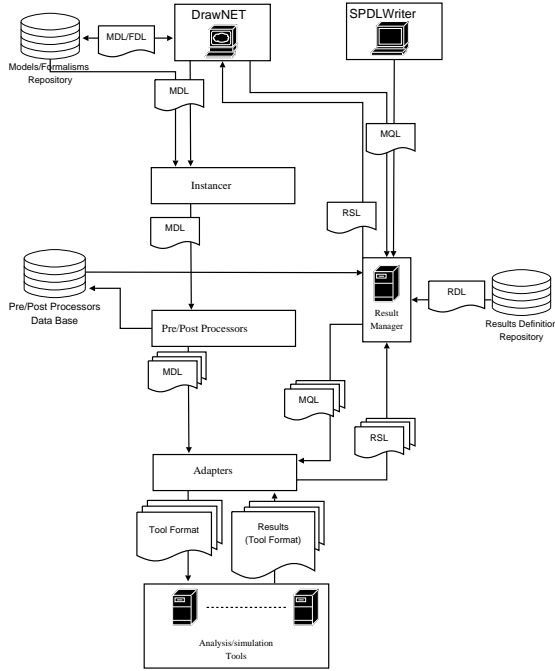 DrawNET
SPDLWriter
MDL/FDL
Models/Formalisms
Repository
MDL
MQL
Instancer
RSL
MDL
Pre/Post Processors
Data Base
Result
Manager
RDL
Results Definition
Repository
Pre/Post Processors
MDL
MQL
RSL
Adapters
Tool Format
Results
(Tool Format)
Analysis/simulation
Tools